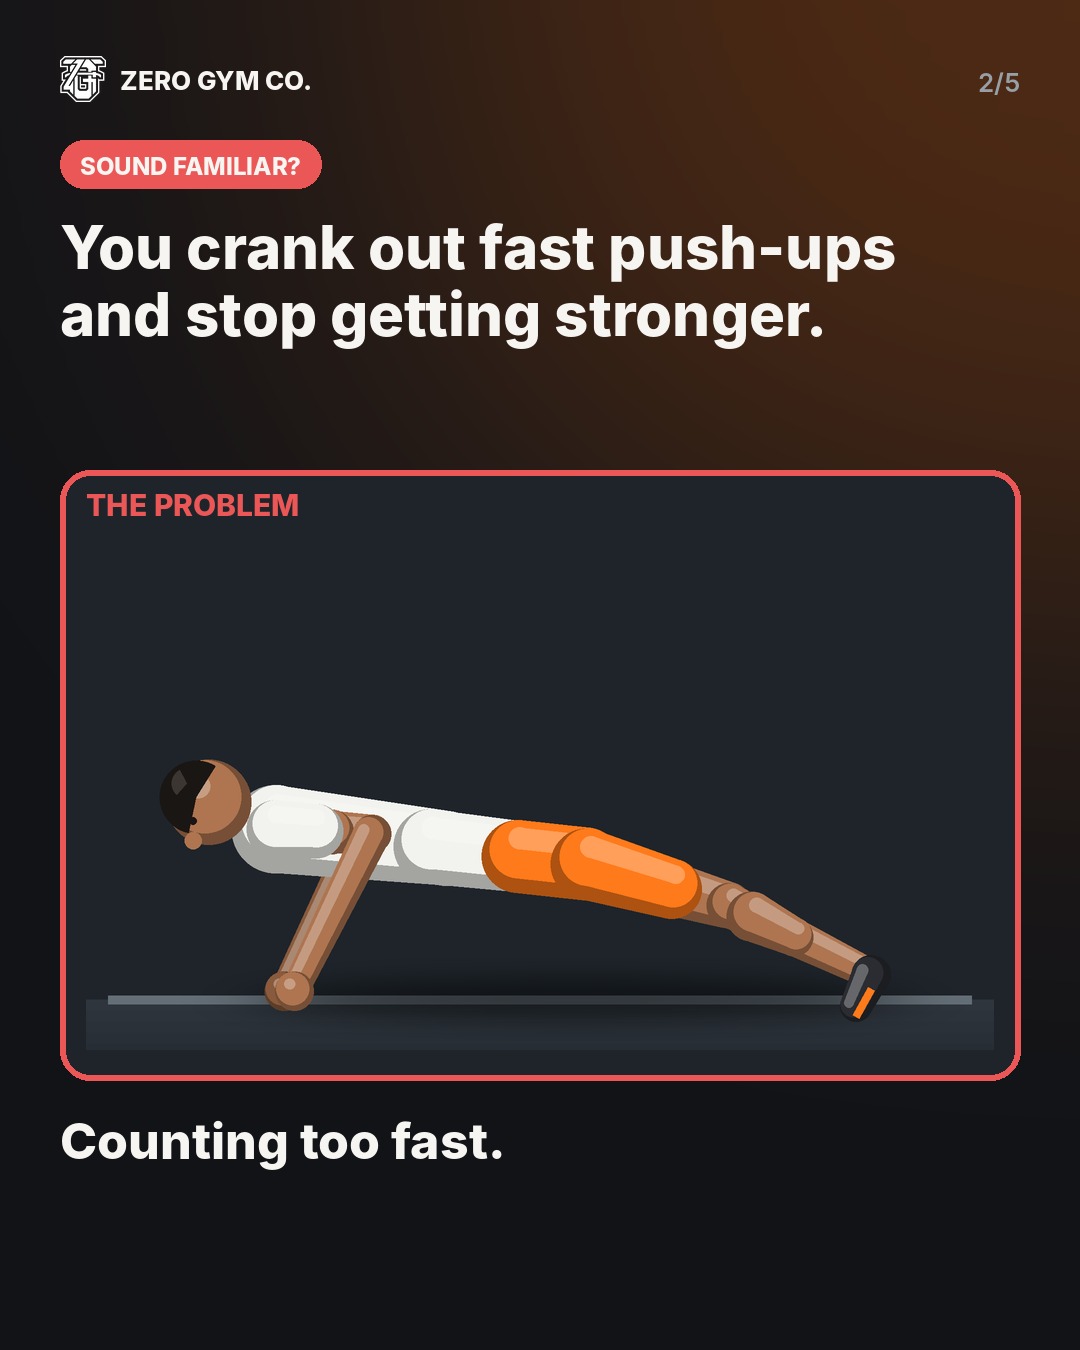 ZERO GYM CO.
2/5
SOUND FAMILIAR?
You crank out fast push-ups
and stop getting stronger.
THE PROBLEM
Counting too fast.